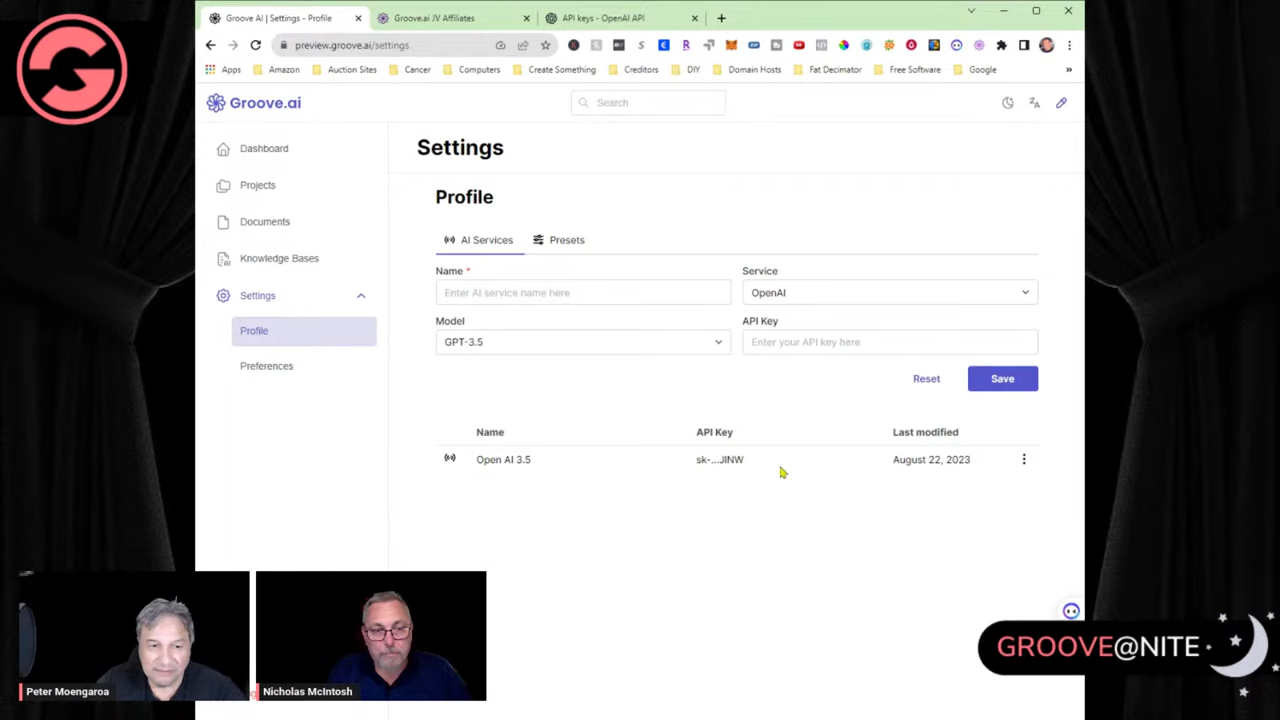 Groove AI | Settings - Profile
Groove.ai JV Affiliates
API keys - OpenAI API
preview.groove.ai/settings
Apps
Amazon
Auction Sites
Cancer
Computers
Create Something
Creditors
DIY
Domain Hosts
Fat Decimator
Free Software
Google
Groove.ai
Search
Dashboard
Projects
Documents
Knowledge Bases
Settings
Profile
Preferences
Settings
Profile
AI Services
Presets
Name *
Service
Enter AI service name here
OpenAI
Model
API Key
GPT-3.5
Enter your API key here
Reset
Save
Name
API Key
Last modified
Open AI 3.5
sk-...JINW
August 22, 2023
Peter Moengaroa
Nicholas McIntosh
GROOVE@NITE